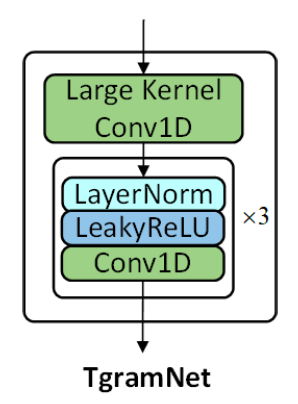 Large Kernel
Conv1D
LayerNorm
LeakyReLU
×3
Conv1D
TgramNet